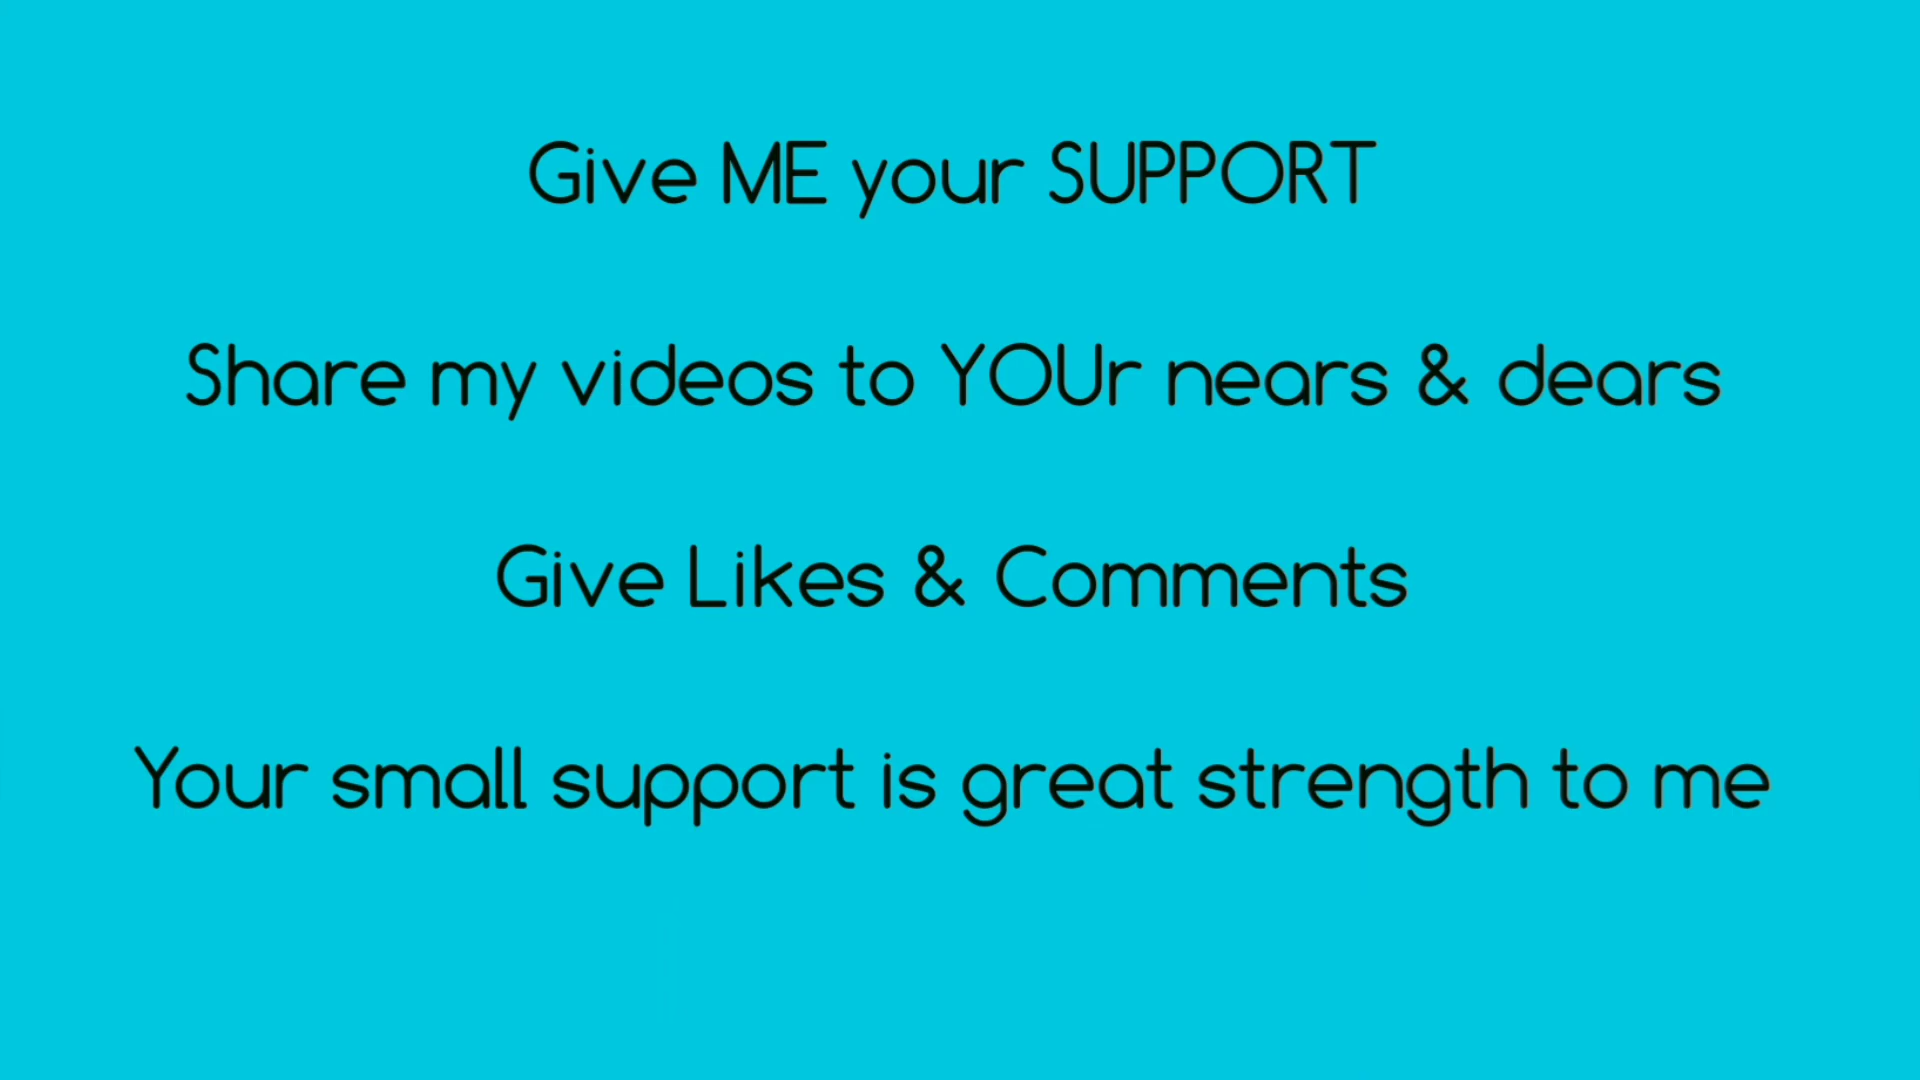 Give ME your SUPPORT
Share my videos to YOUr nears & dears
Give Likes & Comments
Your small support is great strength to me